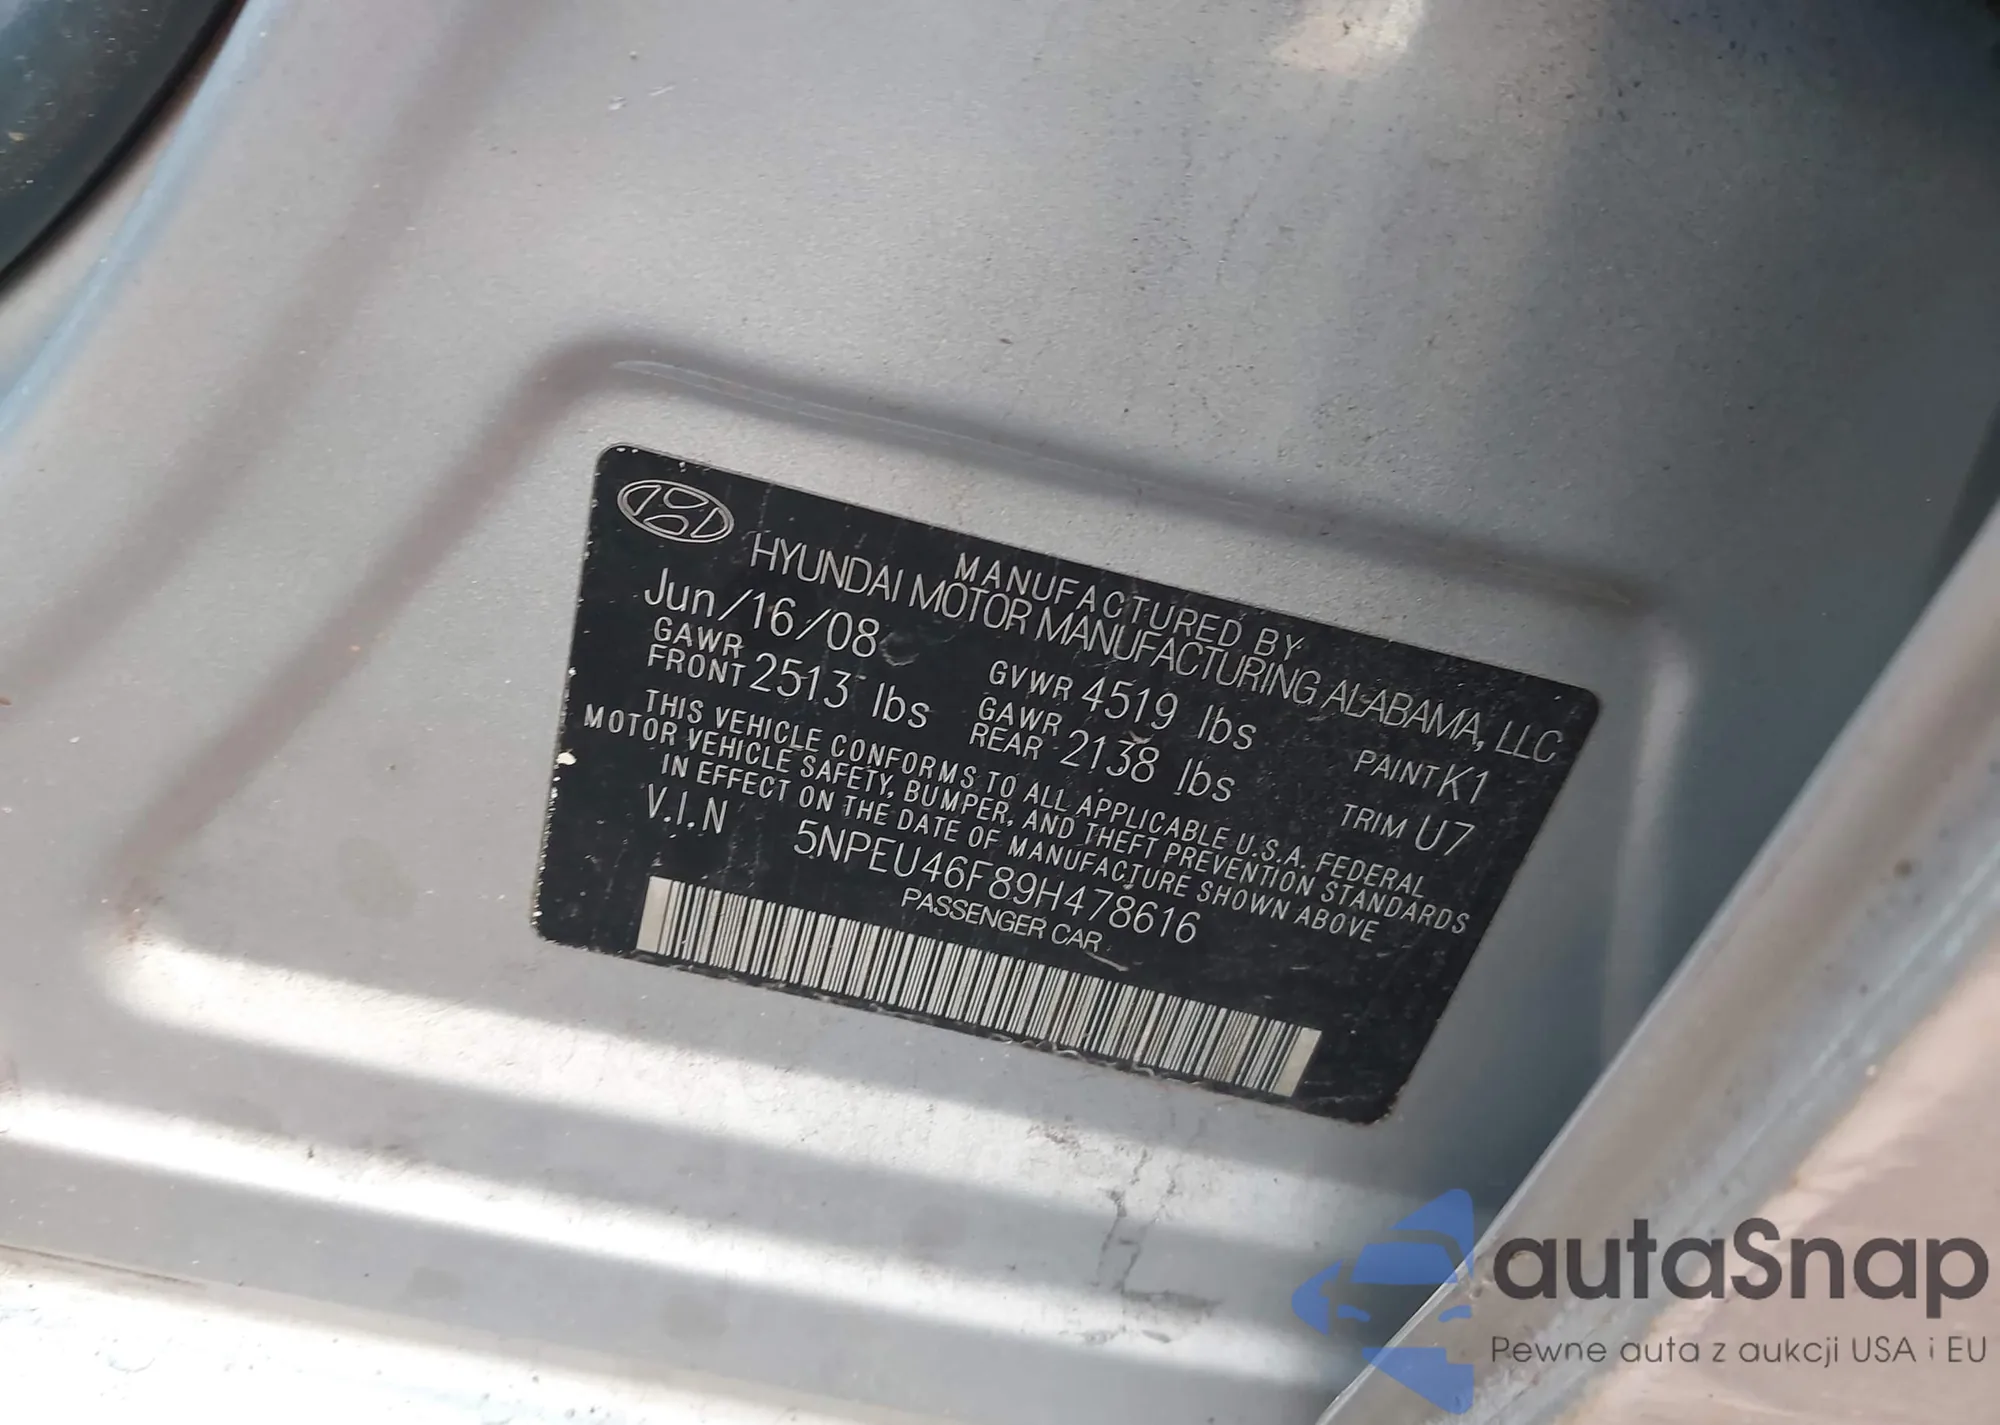 MANUFACTURED BY
HYUNDAI MOTOR MANUFACTURING ALABAMA, LLC
Jun/16/08 GVWR 4519 lbs PAINT K1
GAWR FRONT 2513 lbs GAWR REAR 2138 lbs TRIM U7
THIS VEHICLE CONFORMS TO ALL APPLICABLE U.S.A. FEDERAL
MOTOR VEHICLE SAFETY, BUMPER, AND THEFT PREVENTION STANDARDS
IN EFFECT ON THE DATE OF MANUFACTURE SHOWN ABOVE
V.I.N 5NPEU46F89H478616
PASSENGER CAR
autaSnap
Pewne auta z aukcji USA i EU